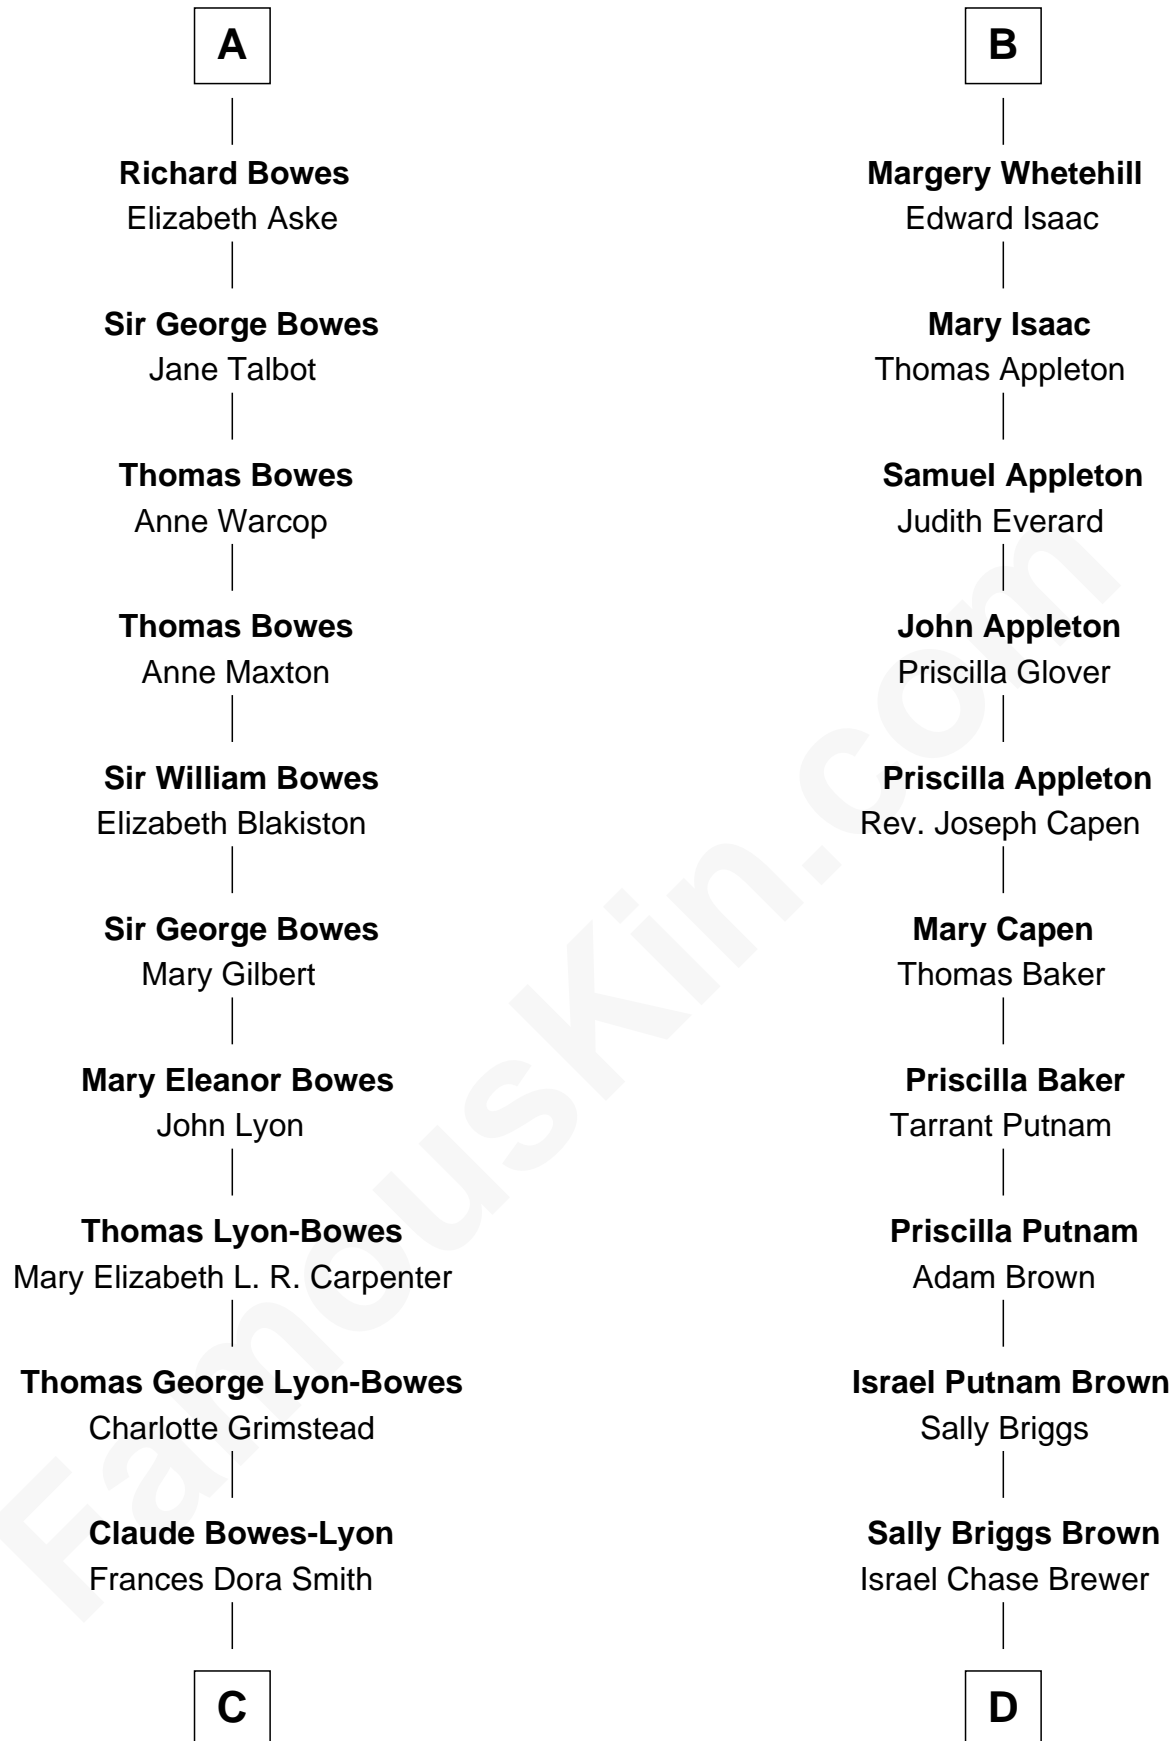 A
Richard Bowes
Elizabeth Aske
Sir George Bowes
Jane Talbot
Thomas Bowes
Anne Warcop
Thomas Bowes
Anne Maxton
Sir William Bowes
Elizabeth Blakiston
Sir George Bowes
Mary Gilbert
Mary Eleanor Bowes
John Lyon
Thomas Lyon-Bowes
Mary Elizabeth L. R. Carpenter
Thomas George Lyon-Bowes
Charlotte Grimstead
Claude Bowes-Lyon
Frances Dora Smith
C
B
Margery Whetehill
Edward Isaac
Mary Isaac
Thomas Appleton
Samuel Appleton
Judith Everard
John Appleton
Priscilla Glover
Priscilla Appleton
Rev. Joseph Capen
Mary Capen
Thomas Baker
Priscilla Baker
Tarrant Putnam
Priscilla Putnam
Adam Brown
Israel Putnam Brown
Sally Briggs
Sally Briggs Brown
Israel Chase Brewer
D
FamousKin.com